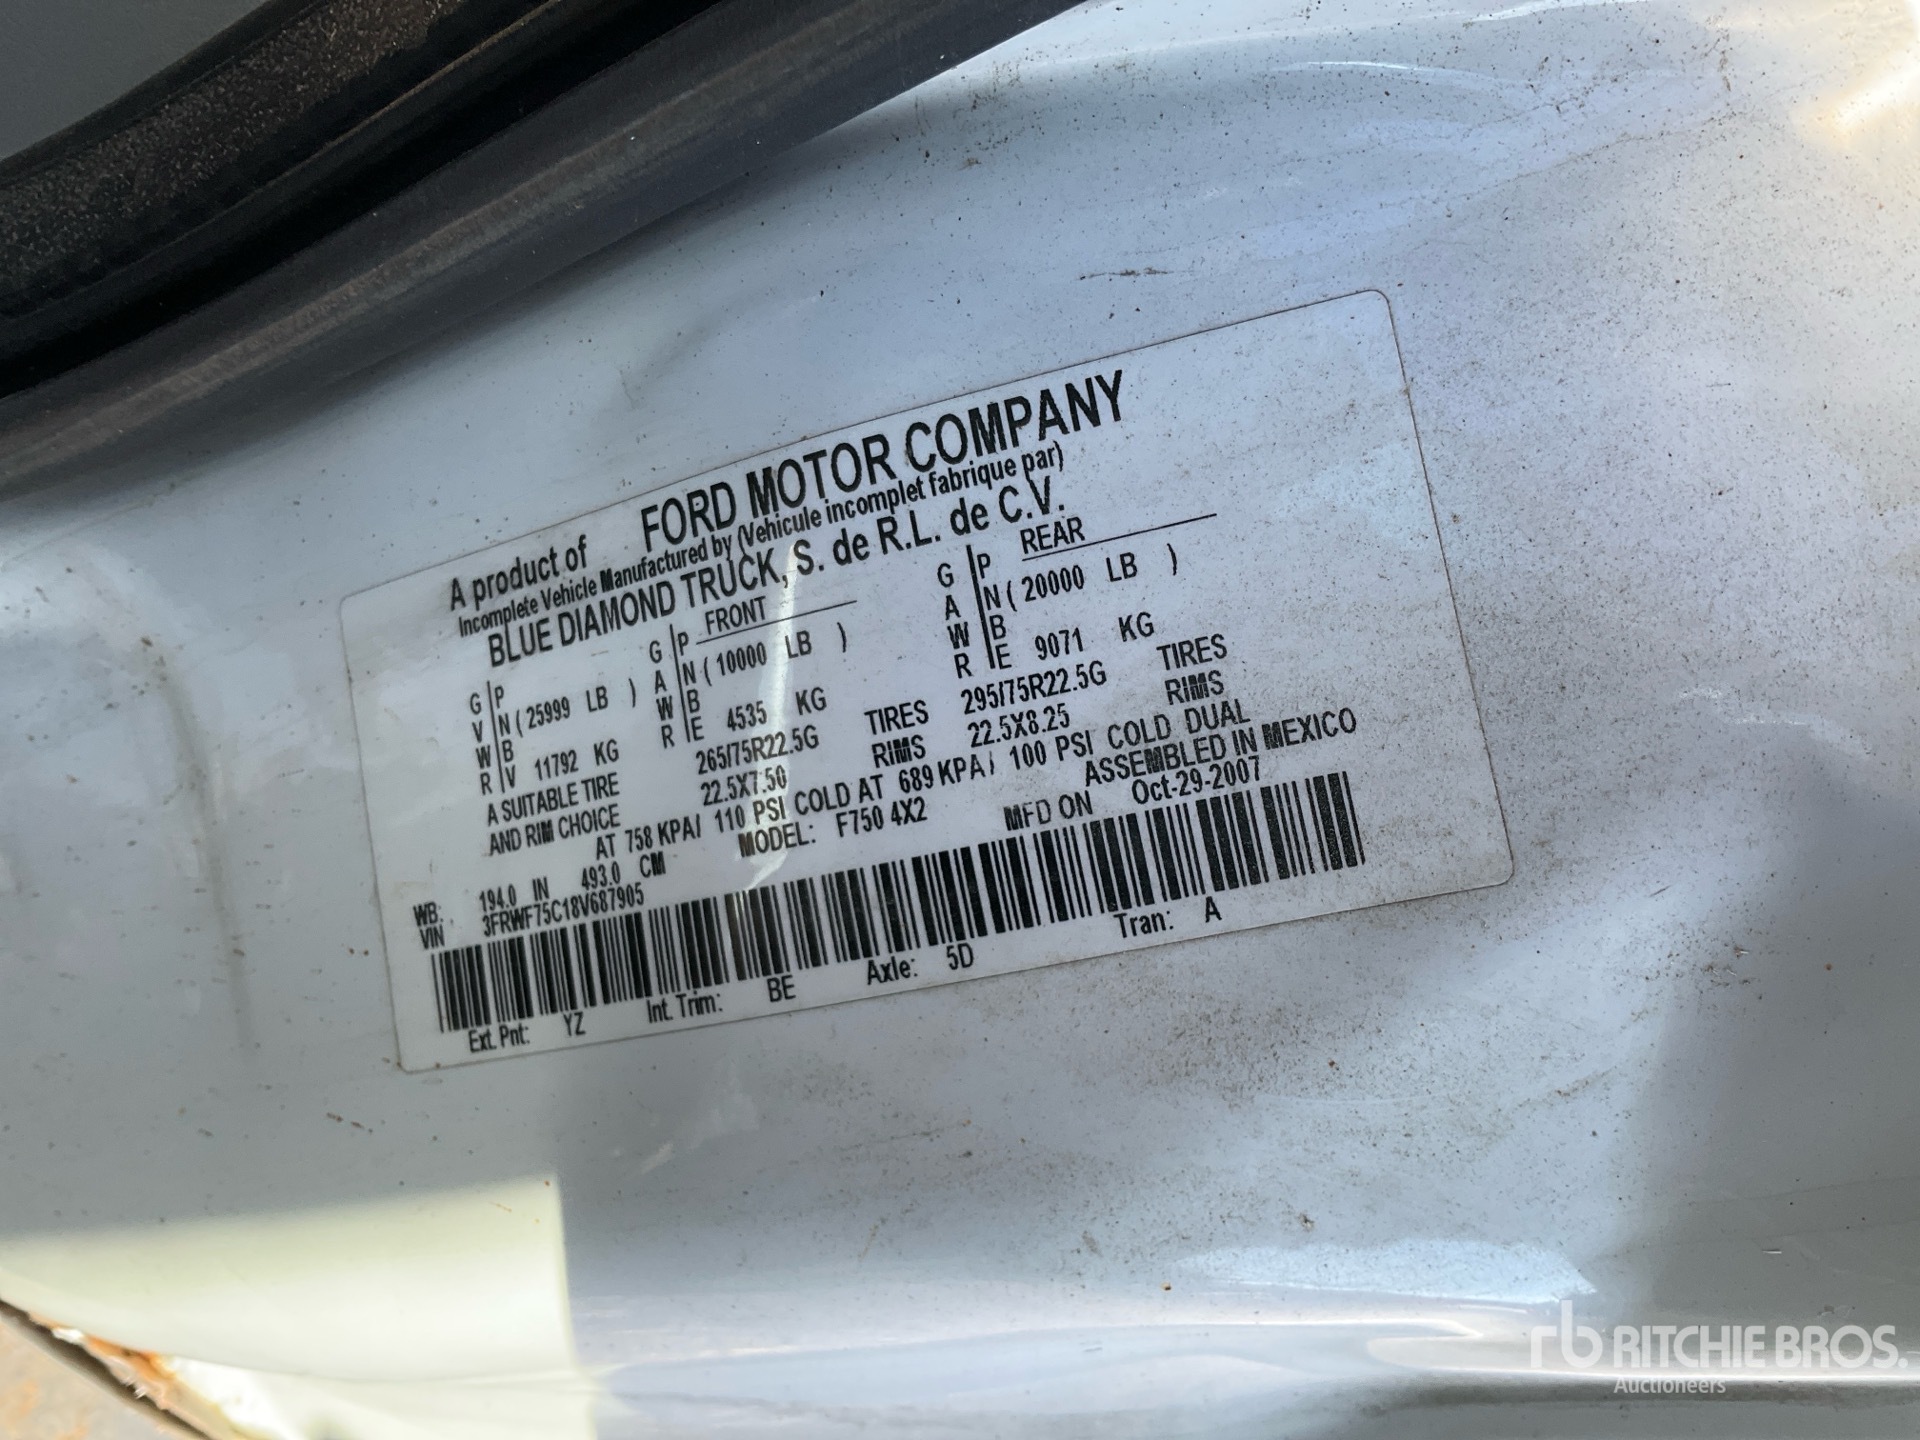 A product of FORD MOTOR COMPANY
Incomplete Vehicle Manufactured by (Vehicule incomplet fabrique par)
BLUE DIAMOND TRUCK, S. de R.L. de C.V.
G P G P FRONT G P REAR
V N ( 25999 LB ) A N ( 10000 LB ) A N ( 20000 LB )
W B W B W B
R V 11792 KG R E 4535 KG R E 9071 KG
A SUITABLE TIRE 265/75R22.5G TIRES 295/75R22.5G TIRES
AND RIM CHOICE 22.5X7.50 RIMS 22.5X8.25 RIMS
AT 758 KPA/ 110 PSI COLD AT 689 KPA/ 100 PSI COLD DUAL
MODEL: F750 4X2 ASSEMBLED IN MEXICO
WB: 194.0 IN 493.0 CM MFD ON Oct-29-2007
VIN 3FRWF75C18V687905
Ext. Pnt: YZ Int. Trim: BE Axle: 5D Tran: A
rb RITCHIE BROS.
Auctioneers